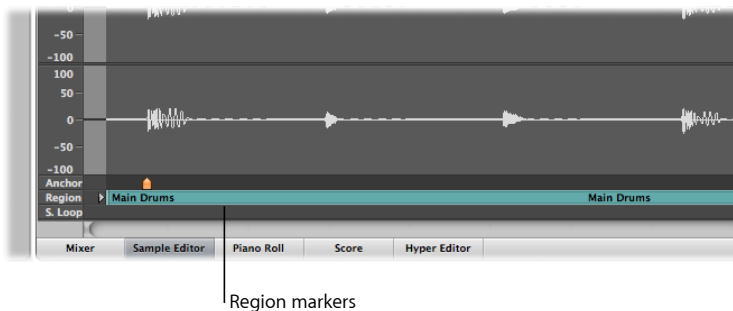 -50
-100
100
50
0
-50
-100
Anchor
Region Main Drums Main Drums
S. Loop
Mixer Sample Editor Piano Roll Score Hyper Editor
Region markers